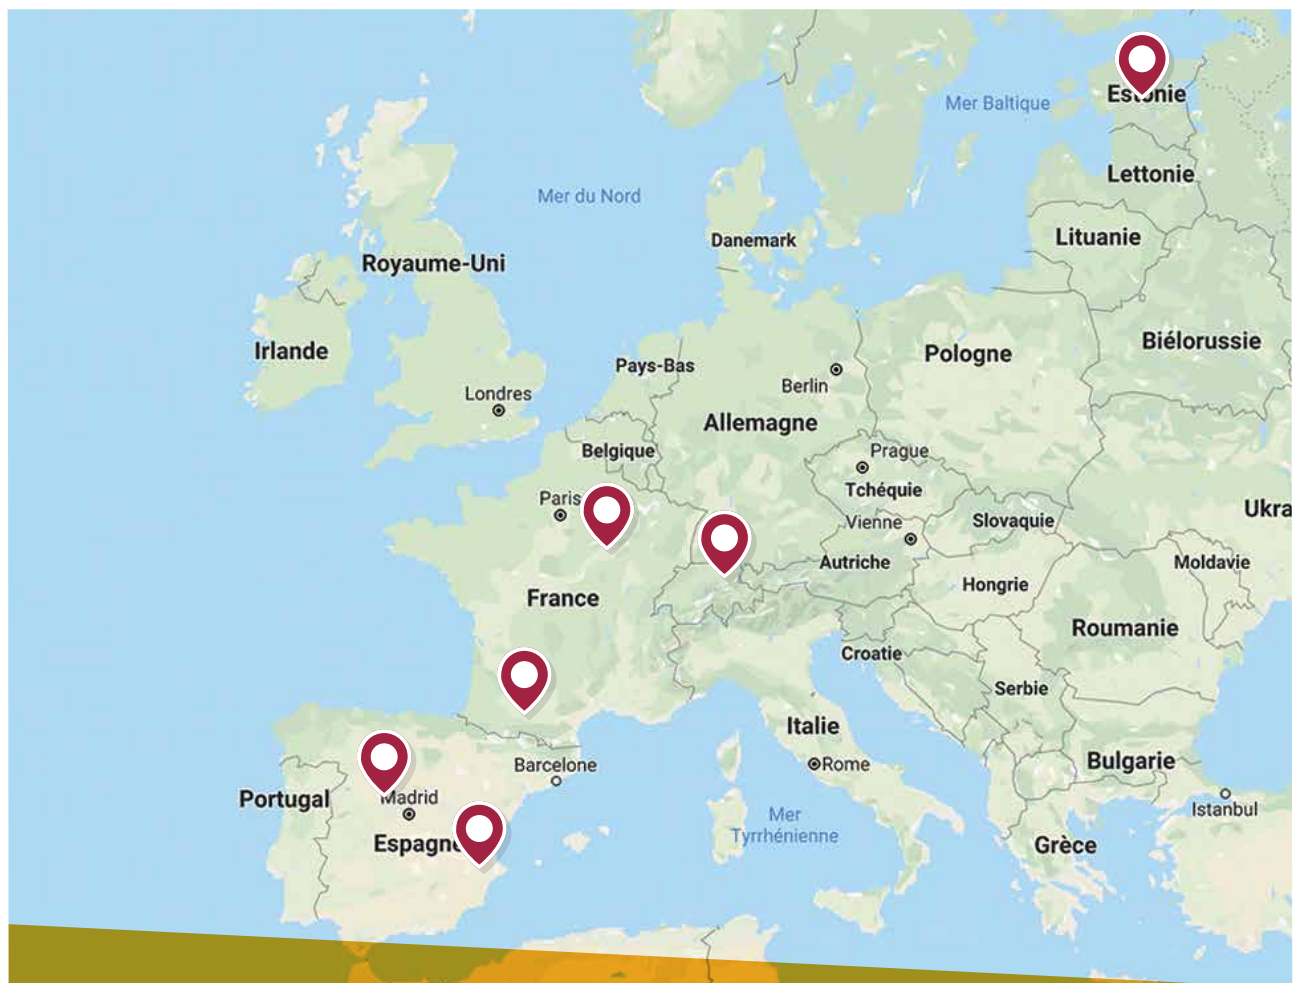 Estonie
Mer Baltique
Lettonie
Mer du Nord
Lituanie
Danemark
Royaume-Uni
Biélorussie
Irlande
Pologne
Pays-Bas
Berlin
Londres
Allemagne
Belgique
Prague
Tchéquie
Paris
Ukra
Vienne
Slovaquie
Autriche
Moldavie
Hongrie
France
Roumanie
Croatie
Serbie
Italie
Bulgarie
Barcelone
Rome
Portugal
Madrid
Istanbul
Mer
Tyrrhénienne
Espagne
Grèce